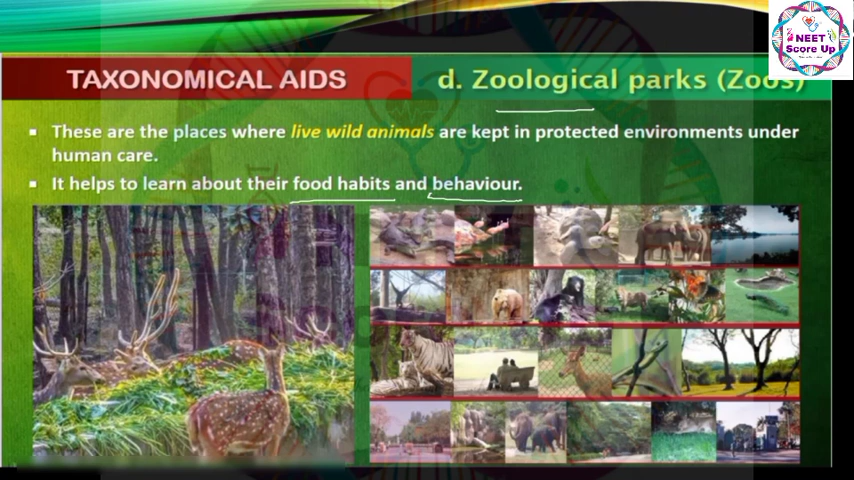 NEET
Score Up
TAXONOMICAL AIDS
d. Zoological parks (Zoos)
▪ These are the places where live wild animals are kept in protected environments under
human care.
▪ It helps to learn about their food habits and behaviour.